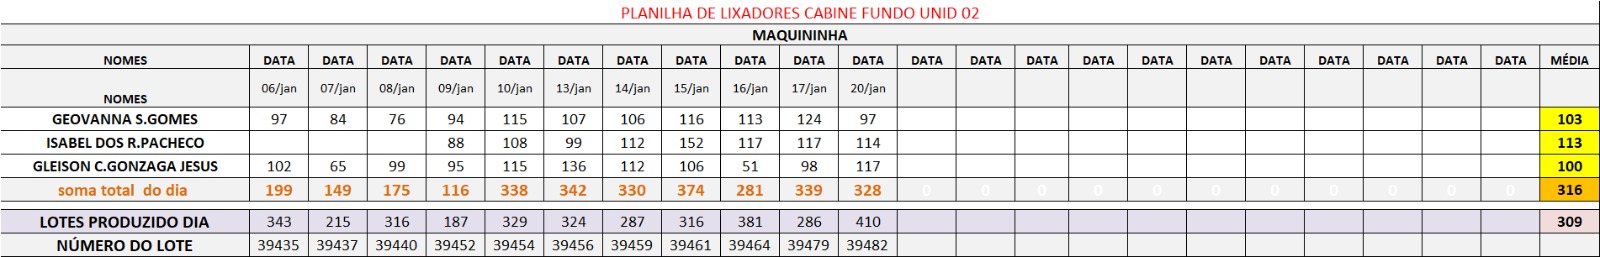 PLANILHA DE LIXADORES CABINE FUNDO UNID 02
MAQUININHA
NOMES DATA DATA DATA DATA DATA DATA DATA DATA DATA DATA DATA DATA DATA DATA DATA DATA DATA DATA DATA DATA DATA DATA MÉDIA
NOMES 06/jan 07/jan 08/jan 09/jan 10/jan 13/jan 14/jan 15/jan 16/jan 17/jan 20/jan
GEOVANNA S.GOMES 97 84 76 94 115 107 106 116 113 124 97 103
ISABEL DOS R.PACHECO 88 108 99 112 152 117 117 114 113
GLEISON C.GONZAGA JESUS 102 65 99 95 115 136 112 106 51 98 117 100
soma total do dia 199 149 175 116 338 342 330 374 281 339 328 0 0 0 0 0 0 0 0 0 0 0 316
LOTES PRODUZIDO DIA 343 215 316 187 329 324 287 316 381 286 410 309
NÚMERO DO LOTE 39435 39437 39440 39452 39454 39456 39459 39461 39464 39479 39482